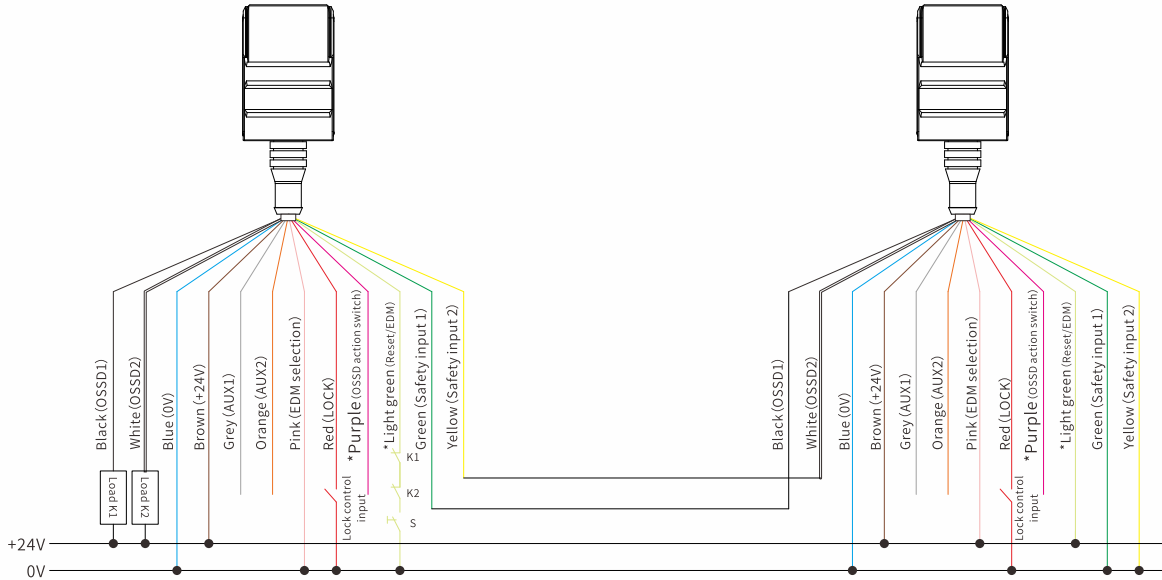 Black(OSSD1)
White(OSSD2)
Blue(0V)
Brown(+24V)
Grey(AUX1)
Orange(AUX2)
Pink(EDM selection)
Red(LOCK)
*Purple(OSSD action switch)
*Light green(Reset/EDM)
Green(Safety input 1)
Yellow(Safety input 2)
Load K1
Load K2
Lock control
input
K1
K2
S
Black(OSSD1)
White(OSSD2)
Blue(0V)
Brown(+24V)
Grey(AUX1)
Orange(AUX2)
Pink(EDM selection)
Red(LOCK)
*Purple(OSSD action switch)
*Light green(Reset/EDM)
Green(Safety input 1)
Yellow(Safety input 2)
Lock control
input
+24V
0V